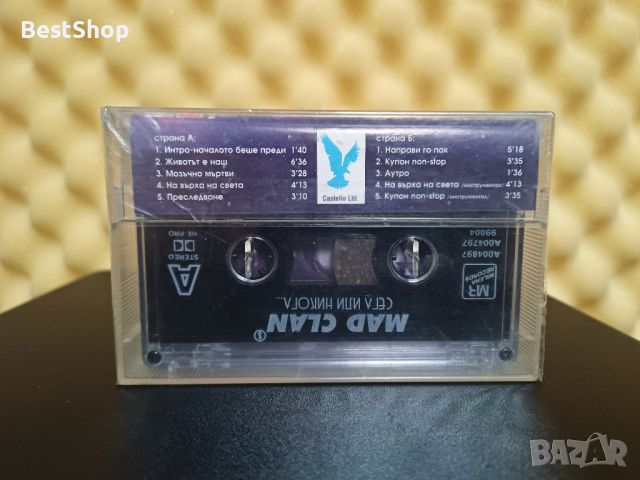 BestShop
страна А:
1. Интро-началото беше преди 1'40
2. Животът е наш 6'36
3. Мозъчно мъртви 3'28
4. На върха на света 4'13
5. Преследване 3'10
Castello Ltd.
страна Б:
1. Направи го пак 5'18
2. Купон non-stop 3'35
3. Аутро 1'36
4. На върха на света /инструментал/ 4'13
5. Купон non-stop /инструментал/ 3'35
A
STEREO
HX-PRO
MAD CLAN
СЕГА ИЛИ НИКОГА...
MR
MILENA
RECORDS
A004897
A004797
99004
BAZAR